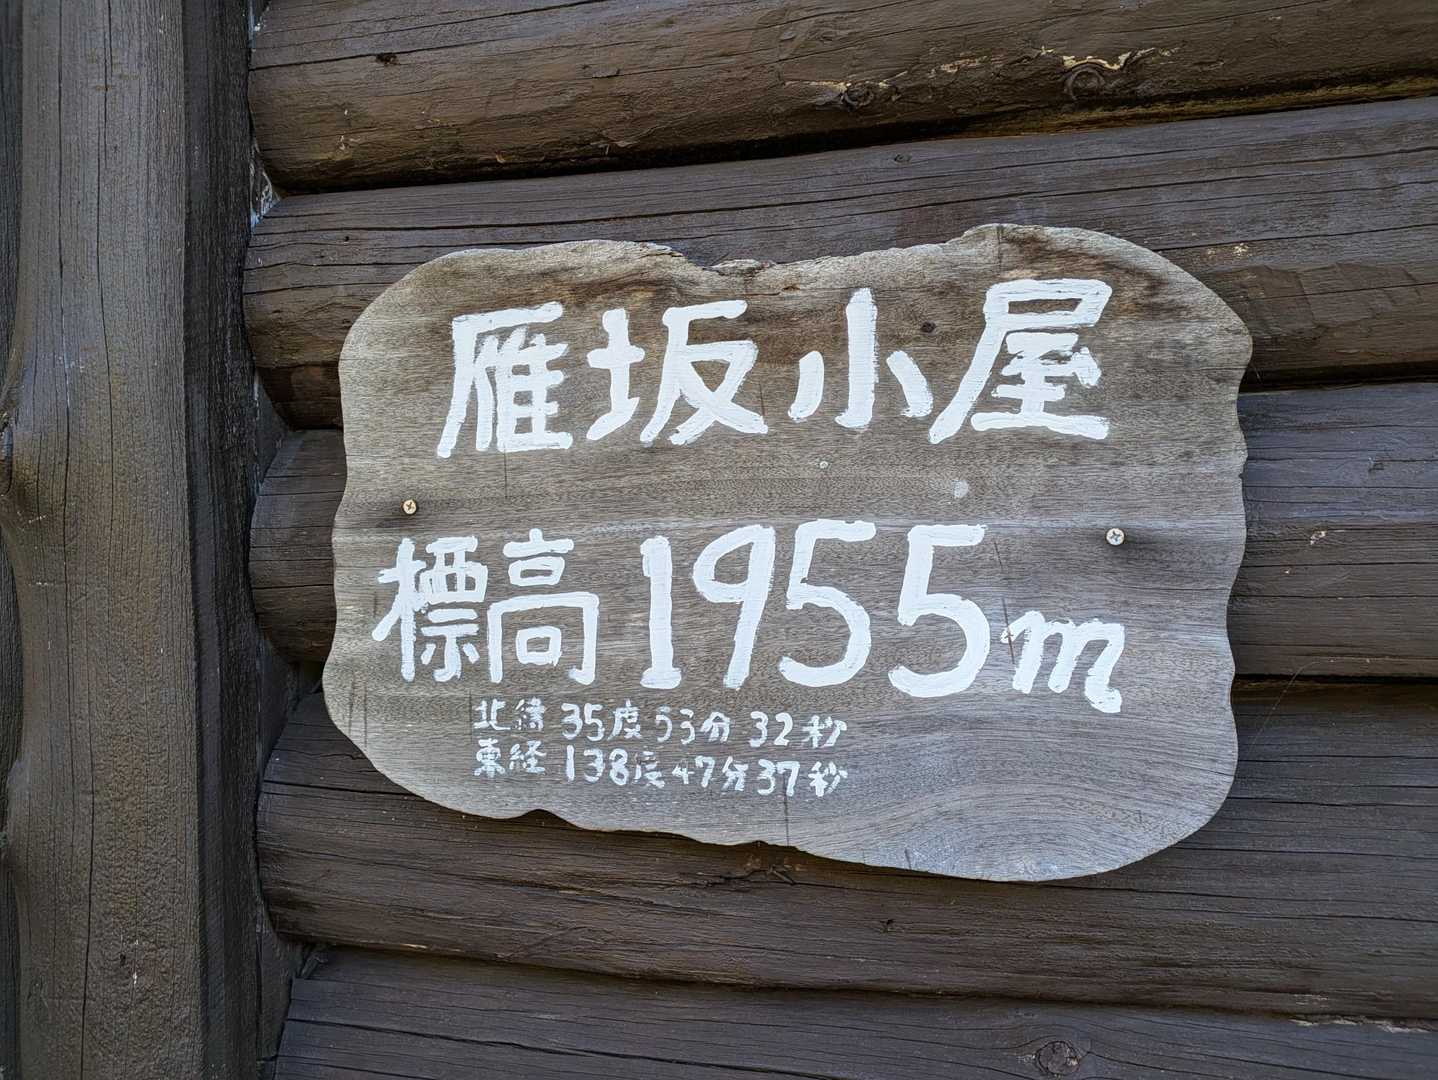 雁坂小屋
標高1955m
北緯 35度53分 32秒
東経 138度47分37秒